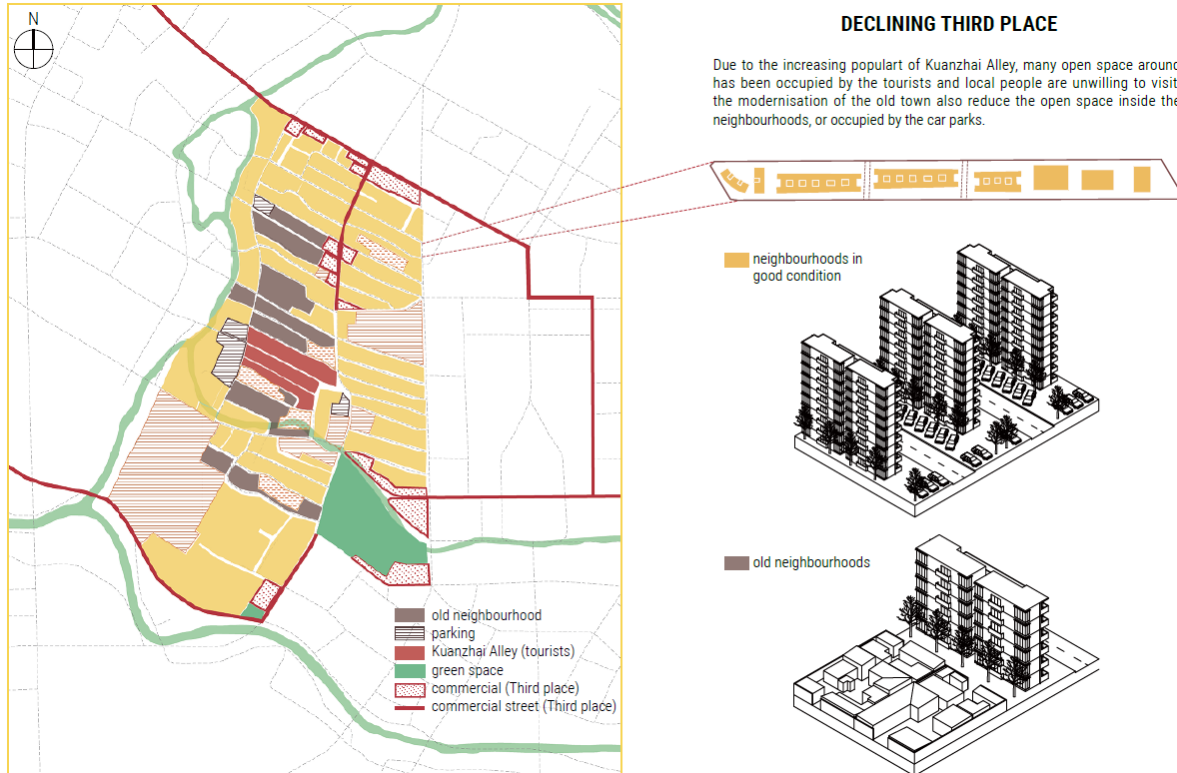 N
DECLINING THIRD PLACE
Due to the increasing populart of Kuanzhai Alley, many open space around
has been occupied by the tourists and local people are unwilling to visit
the modernisation of the old town also reduce the open space inside the
neighbourhoods, or occupied by the car parks.
neighbourhoods in
good condition
old neighbourhoods
old neighbourhood
parking
Kuanzhai Alley (tourists)
green space
commercial (Third place)
commercial street (Third place)